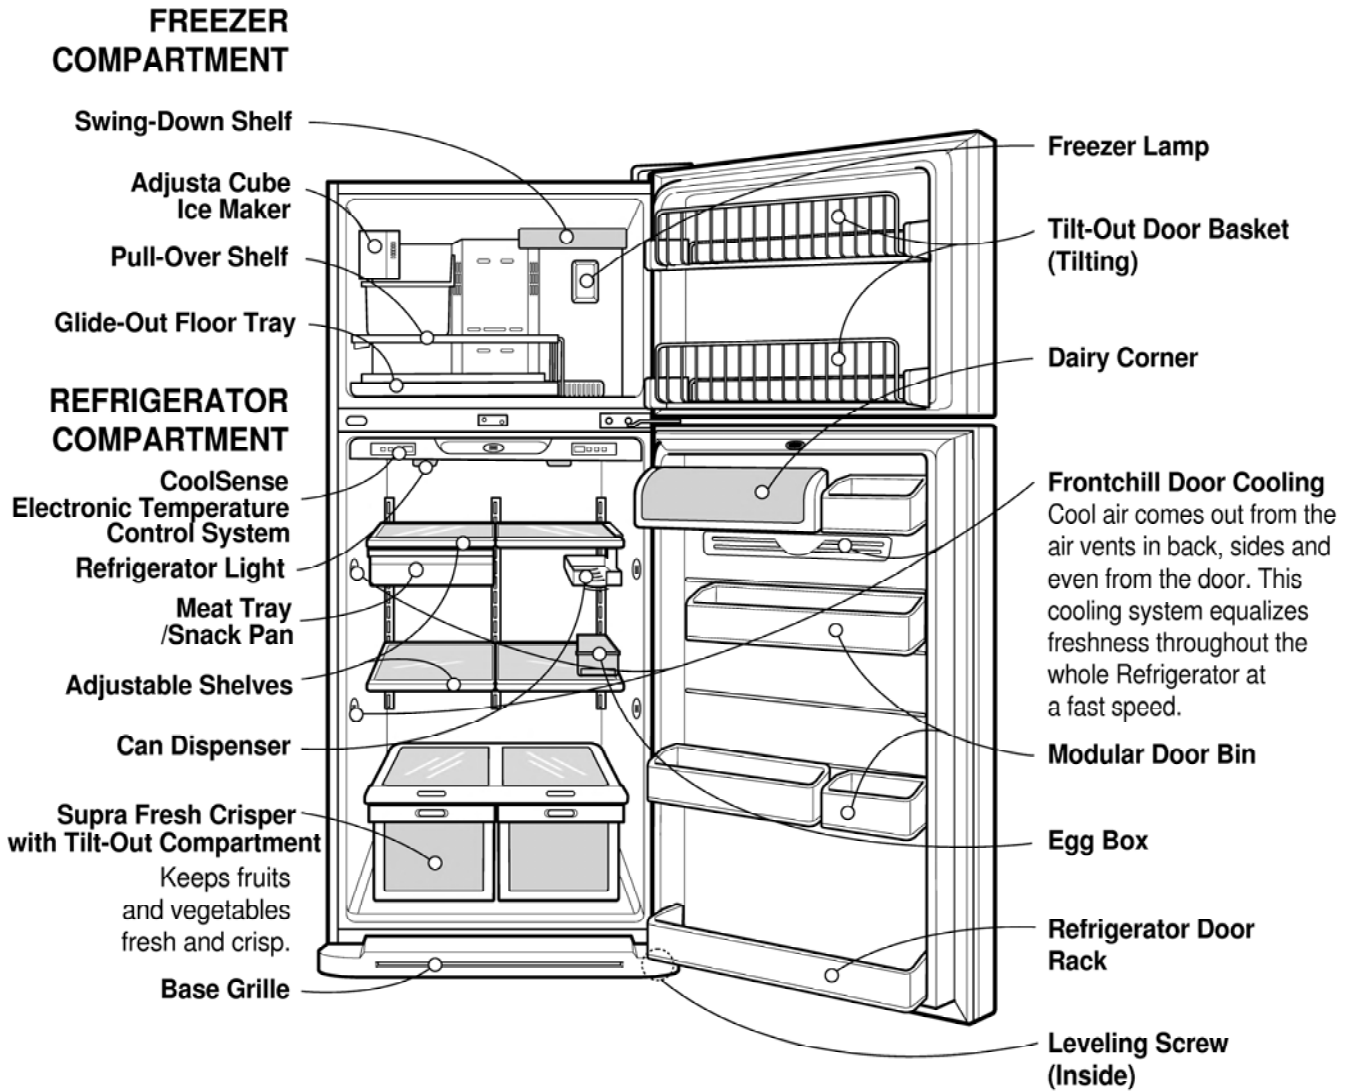 FREEZER
COMPARTMENT
Swing-Down Shelf
Adjusta Cube
Ice Maker
Pull-Over Shelf
Glide-Out Floor Tray
REFRIGERATOR
COMPARTMENT
CoolSense
Electronic Temperature
Control System
Refrigerator Light
Meat Tray
/Snack Pan
Adjustable Shelves
Can Dispenser
Supra Fresh Crisper
with Tilt-Out Compartment
Keeps fruits
and vegetables
fresh and crisp.
Base Grille
Freezer Lamp
Tilt-Out Door Basket
(Tilting)
Dairy Corner
Frontchill Door Cooling
Cool air comes out from the
air vents in back, sides and
even from the door. This
cooling system equalizes
freshness throughout the
whole Refrigerator at
a fast speed.
Modular Door Bin
Egg Box
Refrigerator Door
Rack
Leveling Screw
(Inside)